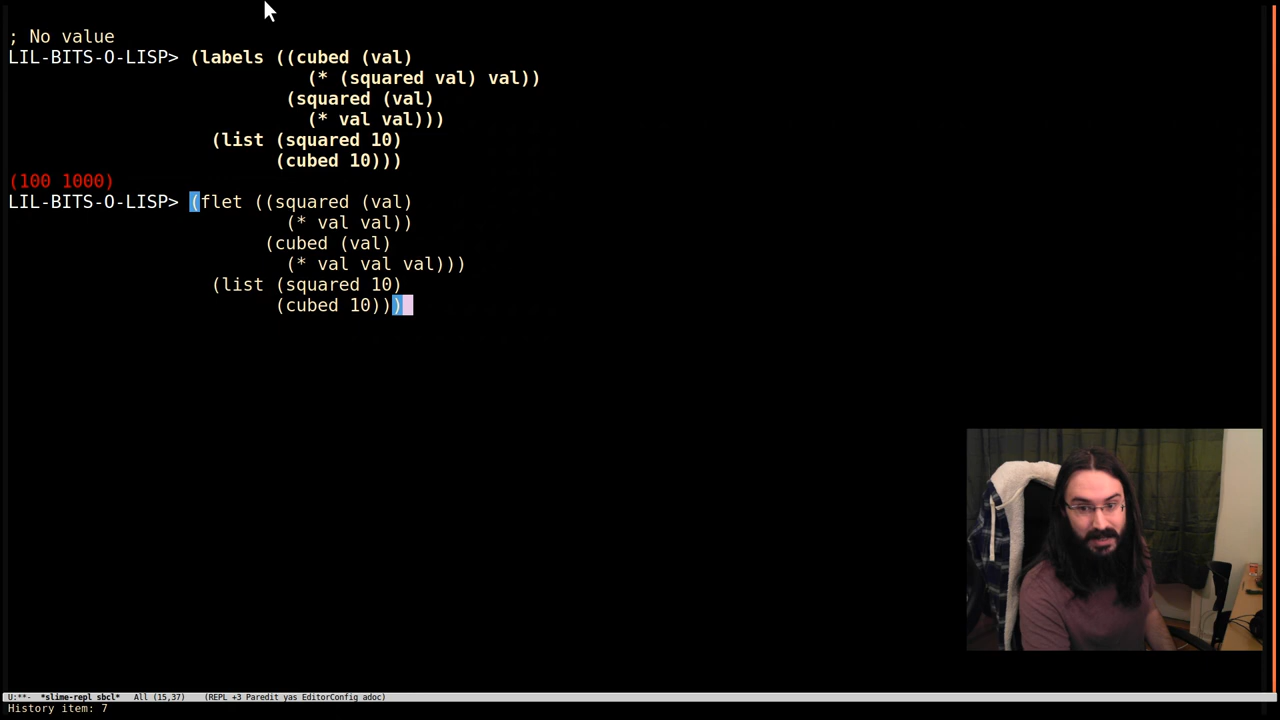 ; No value
LIL-BITS-O-LISP> (labels ((cubed (val)
(* (squared val) val))
(squared (val)
(* val val)))
(list (squared 10)
(cubed 10)))
(100 1000)
LIL-BITS-O-LISP> (flet ((squared (val)
(* val val))
(cubed (val)
(* val val val)))
(list (squared 10)
(cubed 10)))
U:**- *slime-repl sbcl* All (15,37) (REPL +3 Paredit yas EditorConfig adoc)
History item: 7